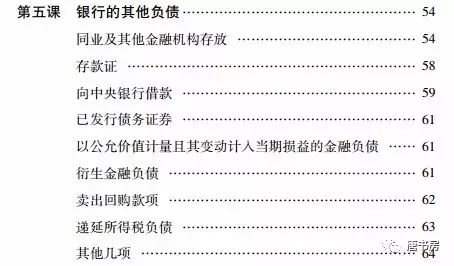 第五课 银行的其他负债 ………… 54
同业及其他金融机构存放 ………… 54
存款证 ………… 58
向中央银行借款 ………… 59
已发行债务证券 ………… 61
以公允价值计量且其变动计入当期损益的金融负债 … 61
衍生金融负债 ………… 61
卖出回购款项 ………… 62
递延所得税负债 ………… 63
其他几项 ………… 64
唐书房